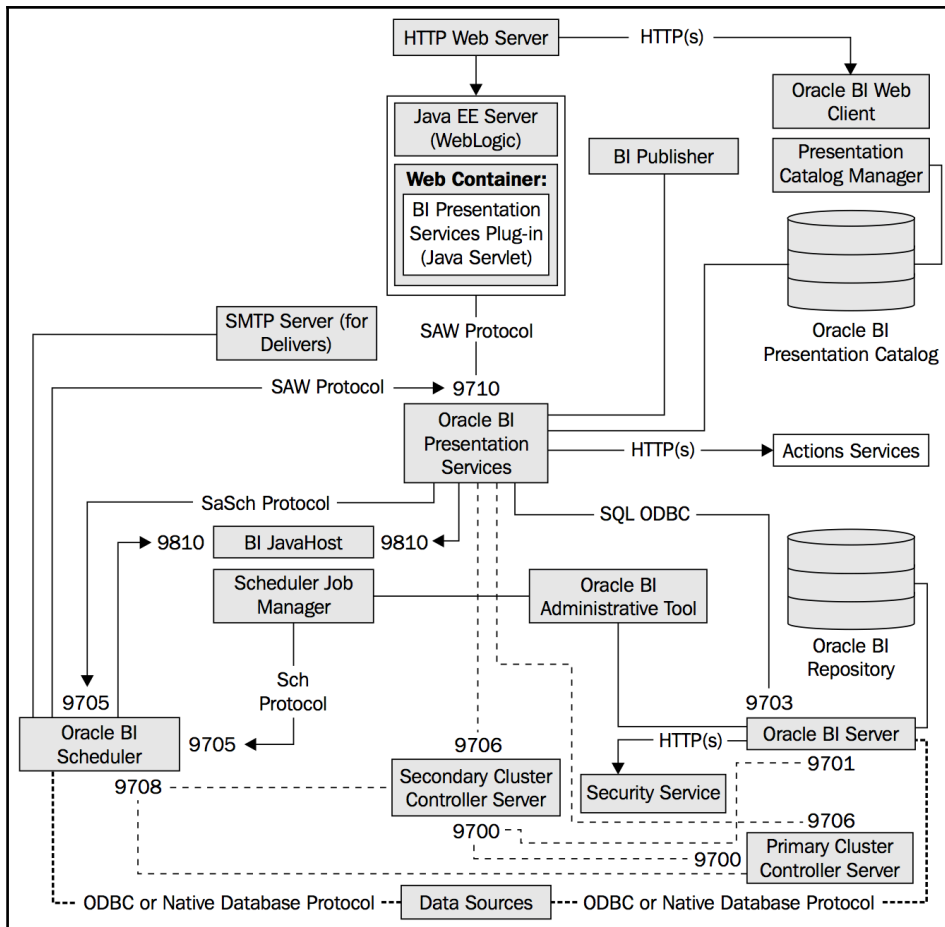 HTTP Web Server
HTTP(s)
Oracle BI Web
Client
Java EE Server
(WebLogic)
BI Publisher
Presentation
Catalog Manager
Web Container:
BI Presentation
Services Plug-in
(Java Servlet)
SMTP Server (for
Delivers)
SAW Protocol
Oracle BI
Presentation Catalog
SAW Protocol
9710
Oracle BI
Presentation
Services
HTTP(s)
Actions Services
SaSch Protocol
SQL ODBC
9810
BI JavaHost
9810
Scheduler Job
Manager
Oracle BI
Administrative Tool
Oracle BI
Repository
Sch
Protocol
9705
9703
Oracle BI
Scheduler
9705
9706
Oracle BI Server
HTTP(s)
9701
9708
Secondary Cluster
Controller Server
Security Service
9706
9700
9700
Primary Cluster
Controller Server
ODBC or Native Database Protocol
Data Sources
ODBC or Native Database Protocol